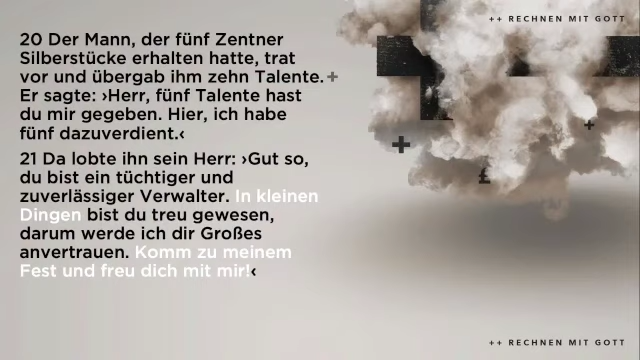 ++ RECHNEN MIT GOTT
20 Der Mann, der fünf Zentner
Silberstücke erhalten hatte, trat
vor und übergab ihm zehn Talente.
Er sagte: ›Herr, fünf Talente hast
du mir gegeben. Hier, ich habe
fünf dazuverdient.‹
21 Da lobte ihn sein Herr: ›Gut so,
du bist ein tüchtiger und
zuverlässiger Verwalter. In kleinen
Dingen bist du treu gewesen,
darum werde ich dir Großes
anvertrauen. Komm zu meinem
Fest und freu dich mit mir!‹
++ RECHNEN MIT GOTT